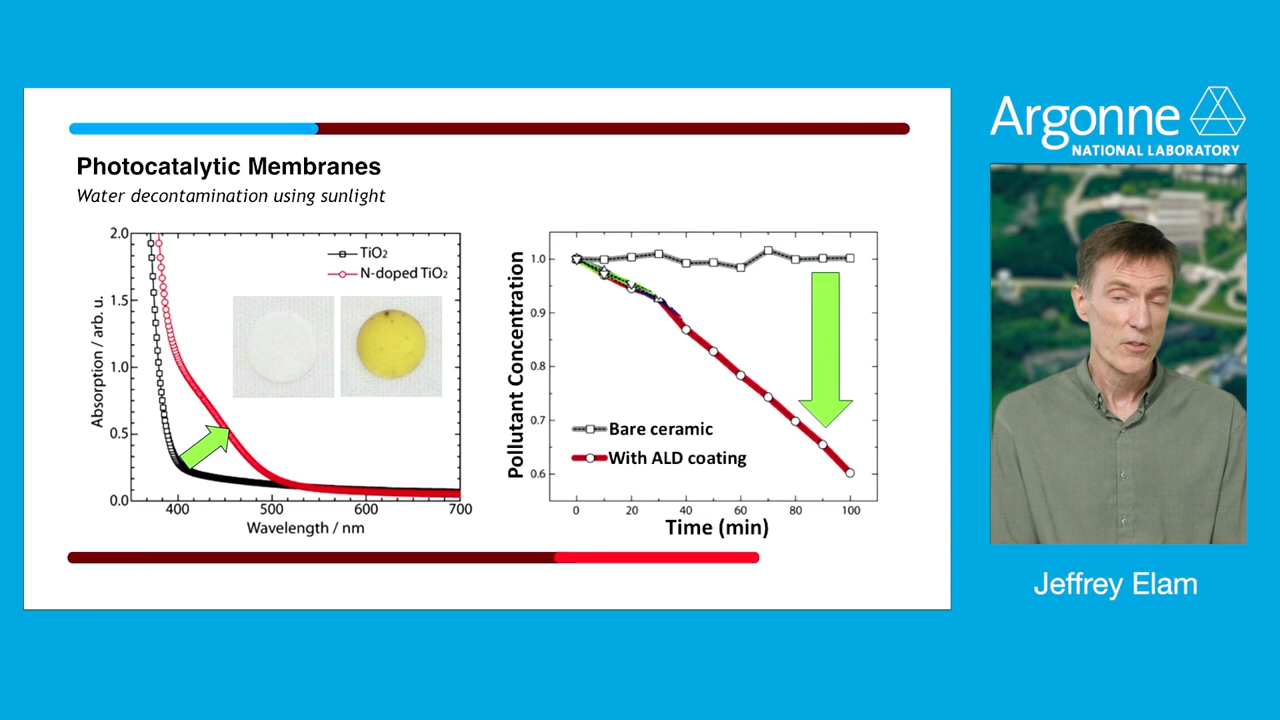 Argonne
NATIONAL LABORATORY
Photocatalytic Membranes
Water decontamination using sunlight
Absorption / arb. u.
2.0
1.5
1.0
0.5
0.0
TiO2
N-doped TiO2
400
500
600
700
Wavelength / nm
Pollutant Concentration
1.0
0.9
0.8
0.7
0.6
Bare ceramic
With ALD coating
0
20
40
60
80
100
Time (min)
Jeffrey Elam